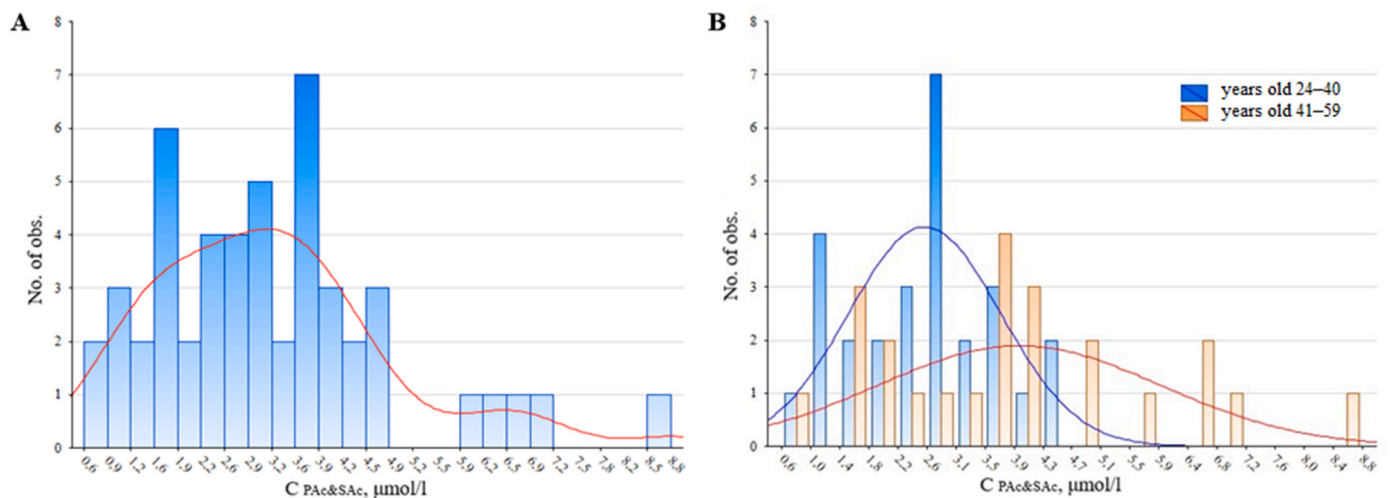 A
8
7
6
5
4
3
2
1
0
No. of obs.
0.6 0.9 1.2 1.6 1.9 2.2 2.6 2.9 3.2 3.6 3.9 4.2 4.5 4.9 5.2 5.5 5.9 6.2 6.5 6.9 7.2 7.5 7.8 8.2 8.5 8.8
C PAc&SAc, μmol/l
B
years old 24–40
years old 41–59
8
7
6
5
4
3
2
1
0
No. of obs.
0.6 1.0 1.4 1.8 2.2 2.6 3.1 3.5 3.9 4.3 4.7 5.1 5.5 5.9 6.4 6.8 7.2 7.6 8.0 8.4 8.8
C PAc&SAc, μmol/l